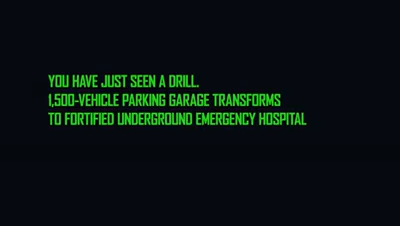 YOU HAVE JUST SEEN A DRILL.
1,500-VEHICLE PARKING GARAGE TRANSFORMS
TO FORTIFIED UNDERGROUND EMERGENCY HOSPITAL